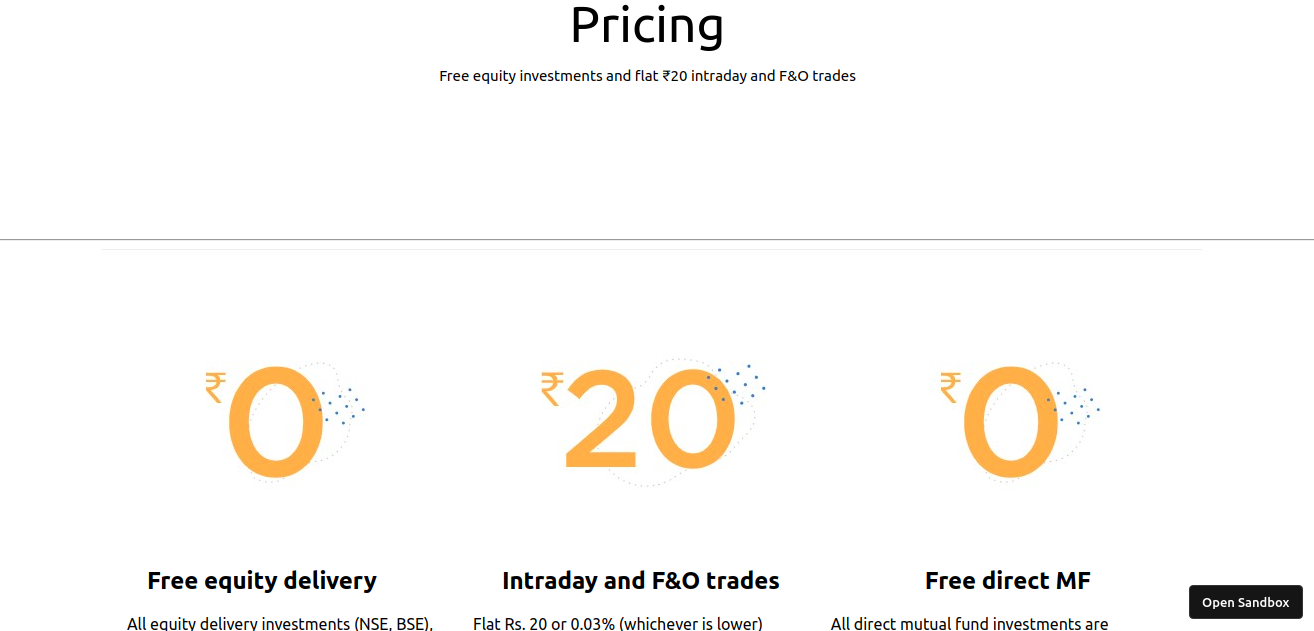 Pricing
Free equity investments and flat ₹20 intraday and F&O trades
₹0
₹20
₹0
Free equity delivery
Intraday and F&O trades
Free direct MF
All equity delivery investments (NSE, BSE),
Flat Rs. 20 or 0.03% (whichever is lower)
All direct mutual fund investments are
Open Sandbox